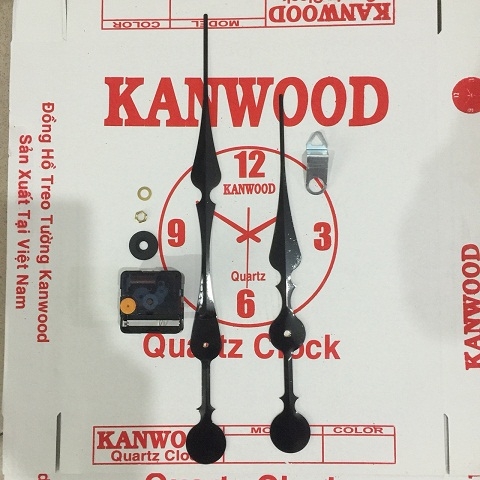 KANWOOD
MODEL
COLOR
KANWOOD
Clock
KANWOOD
12
KANWOOD
9
3
Quartz
6
Quartz Clock
Đồng Hồ Treo Tường Kanwood
Sản Xuất Tại Việt Nam
KANWOOD
KANWOOD
COLOR
Quartz